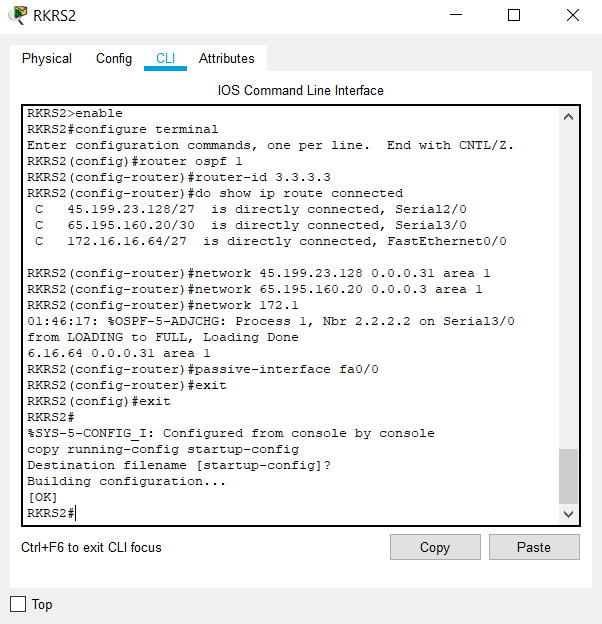 RKRS2
Physical Config CLI Attributes
IOS Command Line Interface
RKRS2>enable
RKRS2#configure terminal
Enter configuration commands, one per line.  End with CNTL/Z.
RKRS2(config)#router ospf 1
RKRS2(config-router)#router-id 3.3.3.3
RKRS2(config-router)#do show ip route connected
 C   45.199.23.128/27  is directly connected, Serial2/0
 C   65.195.160.20/30  is directly connected, Serial3/0
 C   172.16.16.64/27  is directly connected, FastEthernet0/0
RKRS2(config-router)#network 45.199.23.128 0.0.0.31 area 1
RKRS2(config-router)#network 65.195.160.20 0.0.0.3 area 1
RKRS2(config-router)#network 172.1
01:46:17: %OSPF-5-ADJCHG: Process 1, Nbr 2.2.2.2 on Serial3/0
from LOADING to FULL, Loading Done
6.16.64 0.0.0.31 area 1
RKRS2(config-router)#passive-interface fa0/0
RKRS2(config-router)#exit
RKRS2(config)#exit
RKRS2#
%SYS-5-CONFIG_I: Configured from console by console
copy running-config startup-config
Destination filename [startup-config]?
Building configuration...
[OK]
RKRS2#
Ctrl+F6 to exit CLI focus
Copy Paste
Top